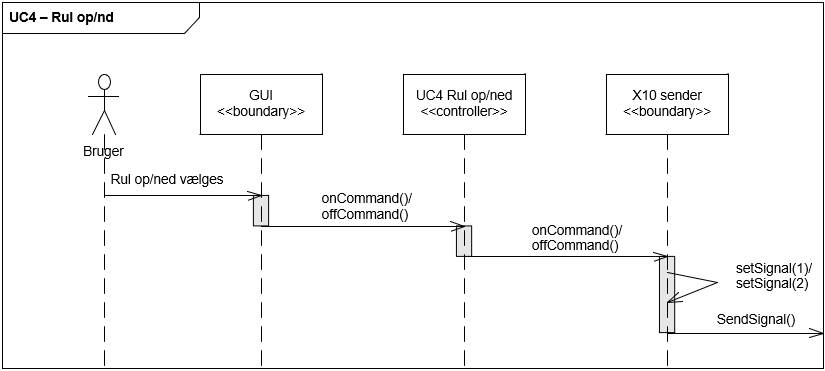 UC4 – Rul op/nd
GUI
<<boundary>>
UC4 Rul op/ned
<<controller>>
X10 sender
<<boundary>>
Bruger
Rul op/ned vælges
onCommand()/
offCommand()
onCommand()/
offCommand()
setSignal(1)/
setSignal(2)
SendSignal()